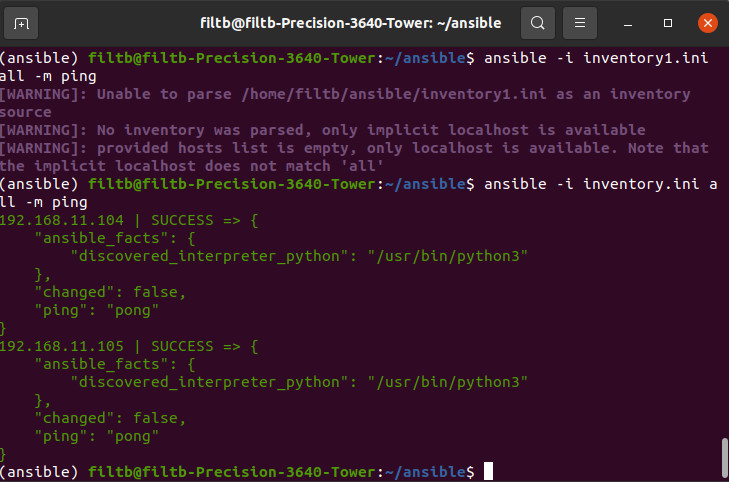 filtb@filtb-Precision-3640-Tower: ~/ansible
(ansible) filtb@filtb-Precision-3640-Tower:~/ansible$ ansible -i inventory1.ini
all -m ping
[WARNING]: Unable to parse /home/filtb/ansible/inventory1.ini as an inventory
source
[WARNING]: No inventory was parsed, only implicit localhost is available
[WARNING]: provided hosts list is empty, only localhost is available. Note that
the implicit localhost does not match 'all'
(ansible) filtb@filtb-Precision-3640-Tower:~/ansible$ ansible -i inventory.ini a
ll -m ping
192.168.11.104 | SUCCESS => {
    "ansible_facts": {
        "discovered_interpreter_python": "/usr/bin/python3"
    },
    "changed": false,
    "ping": "pong"
}
192.168.11.105 | SUCCESS => {
    "ansible_facts": {
        "discovered_interpreter_python": "/usr/bin/python3"
    },
    "changed": false,
    "ping": "pong"
}
(ansible) filtb@filtb-Precision-3640-Tower:~/ansible$